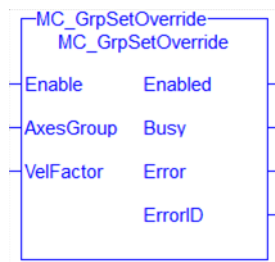 MC_GrpSetOverride
MC_GrpSetOverride
Enable Enabled
AxesGroup Busy
VelFactor Error
ErrorID